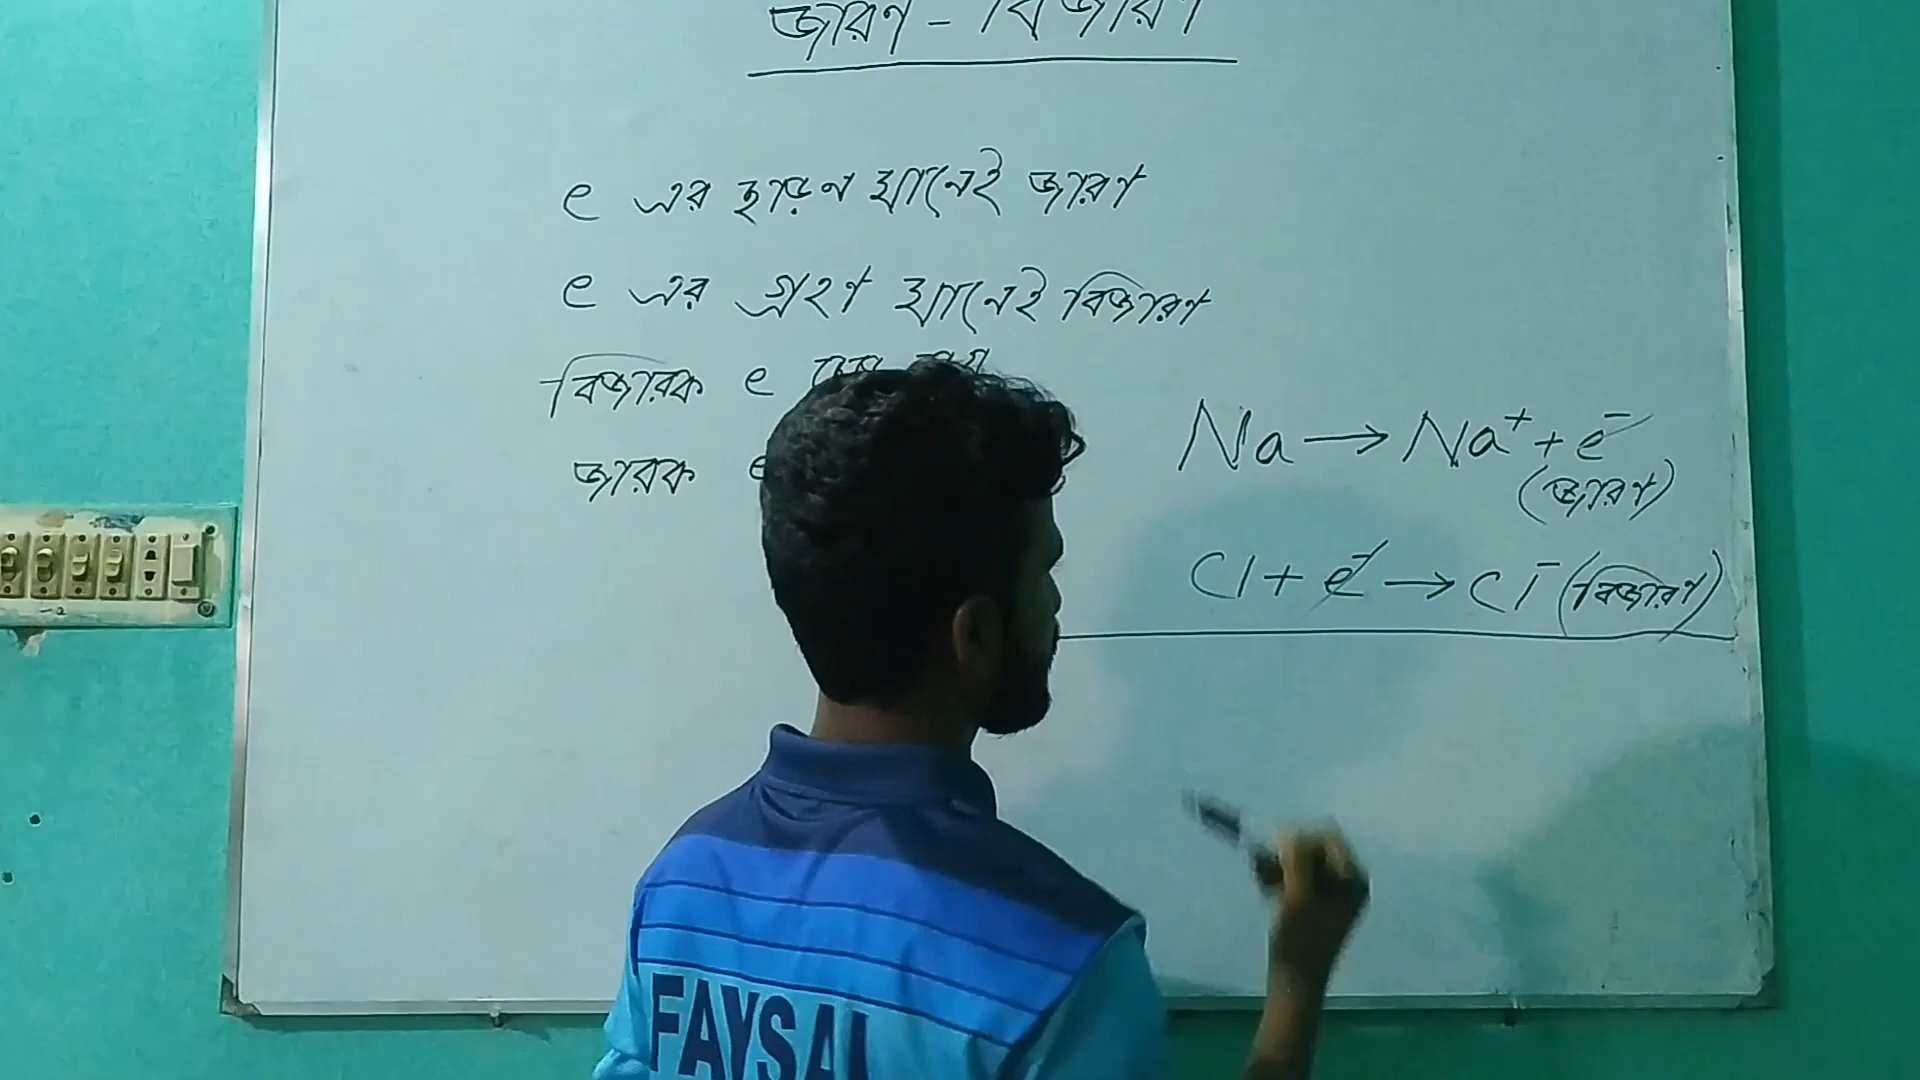 জারণ - বিজারণ
e এর ছাড়ন মানেই জারণ
e এর গ্রহণ মানেই বিজারণ
বিজারক e
জারক e
Na → Na⁺ + e⁻
(জারণ)
Cl + e⁻ → Cl⁻ (বিজারণ)
FAYSAL